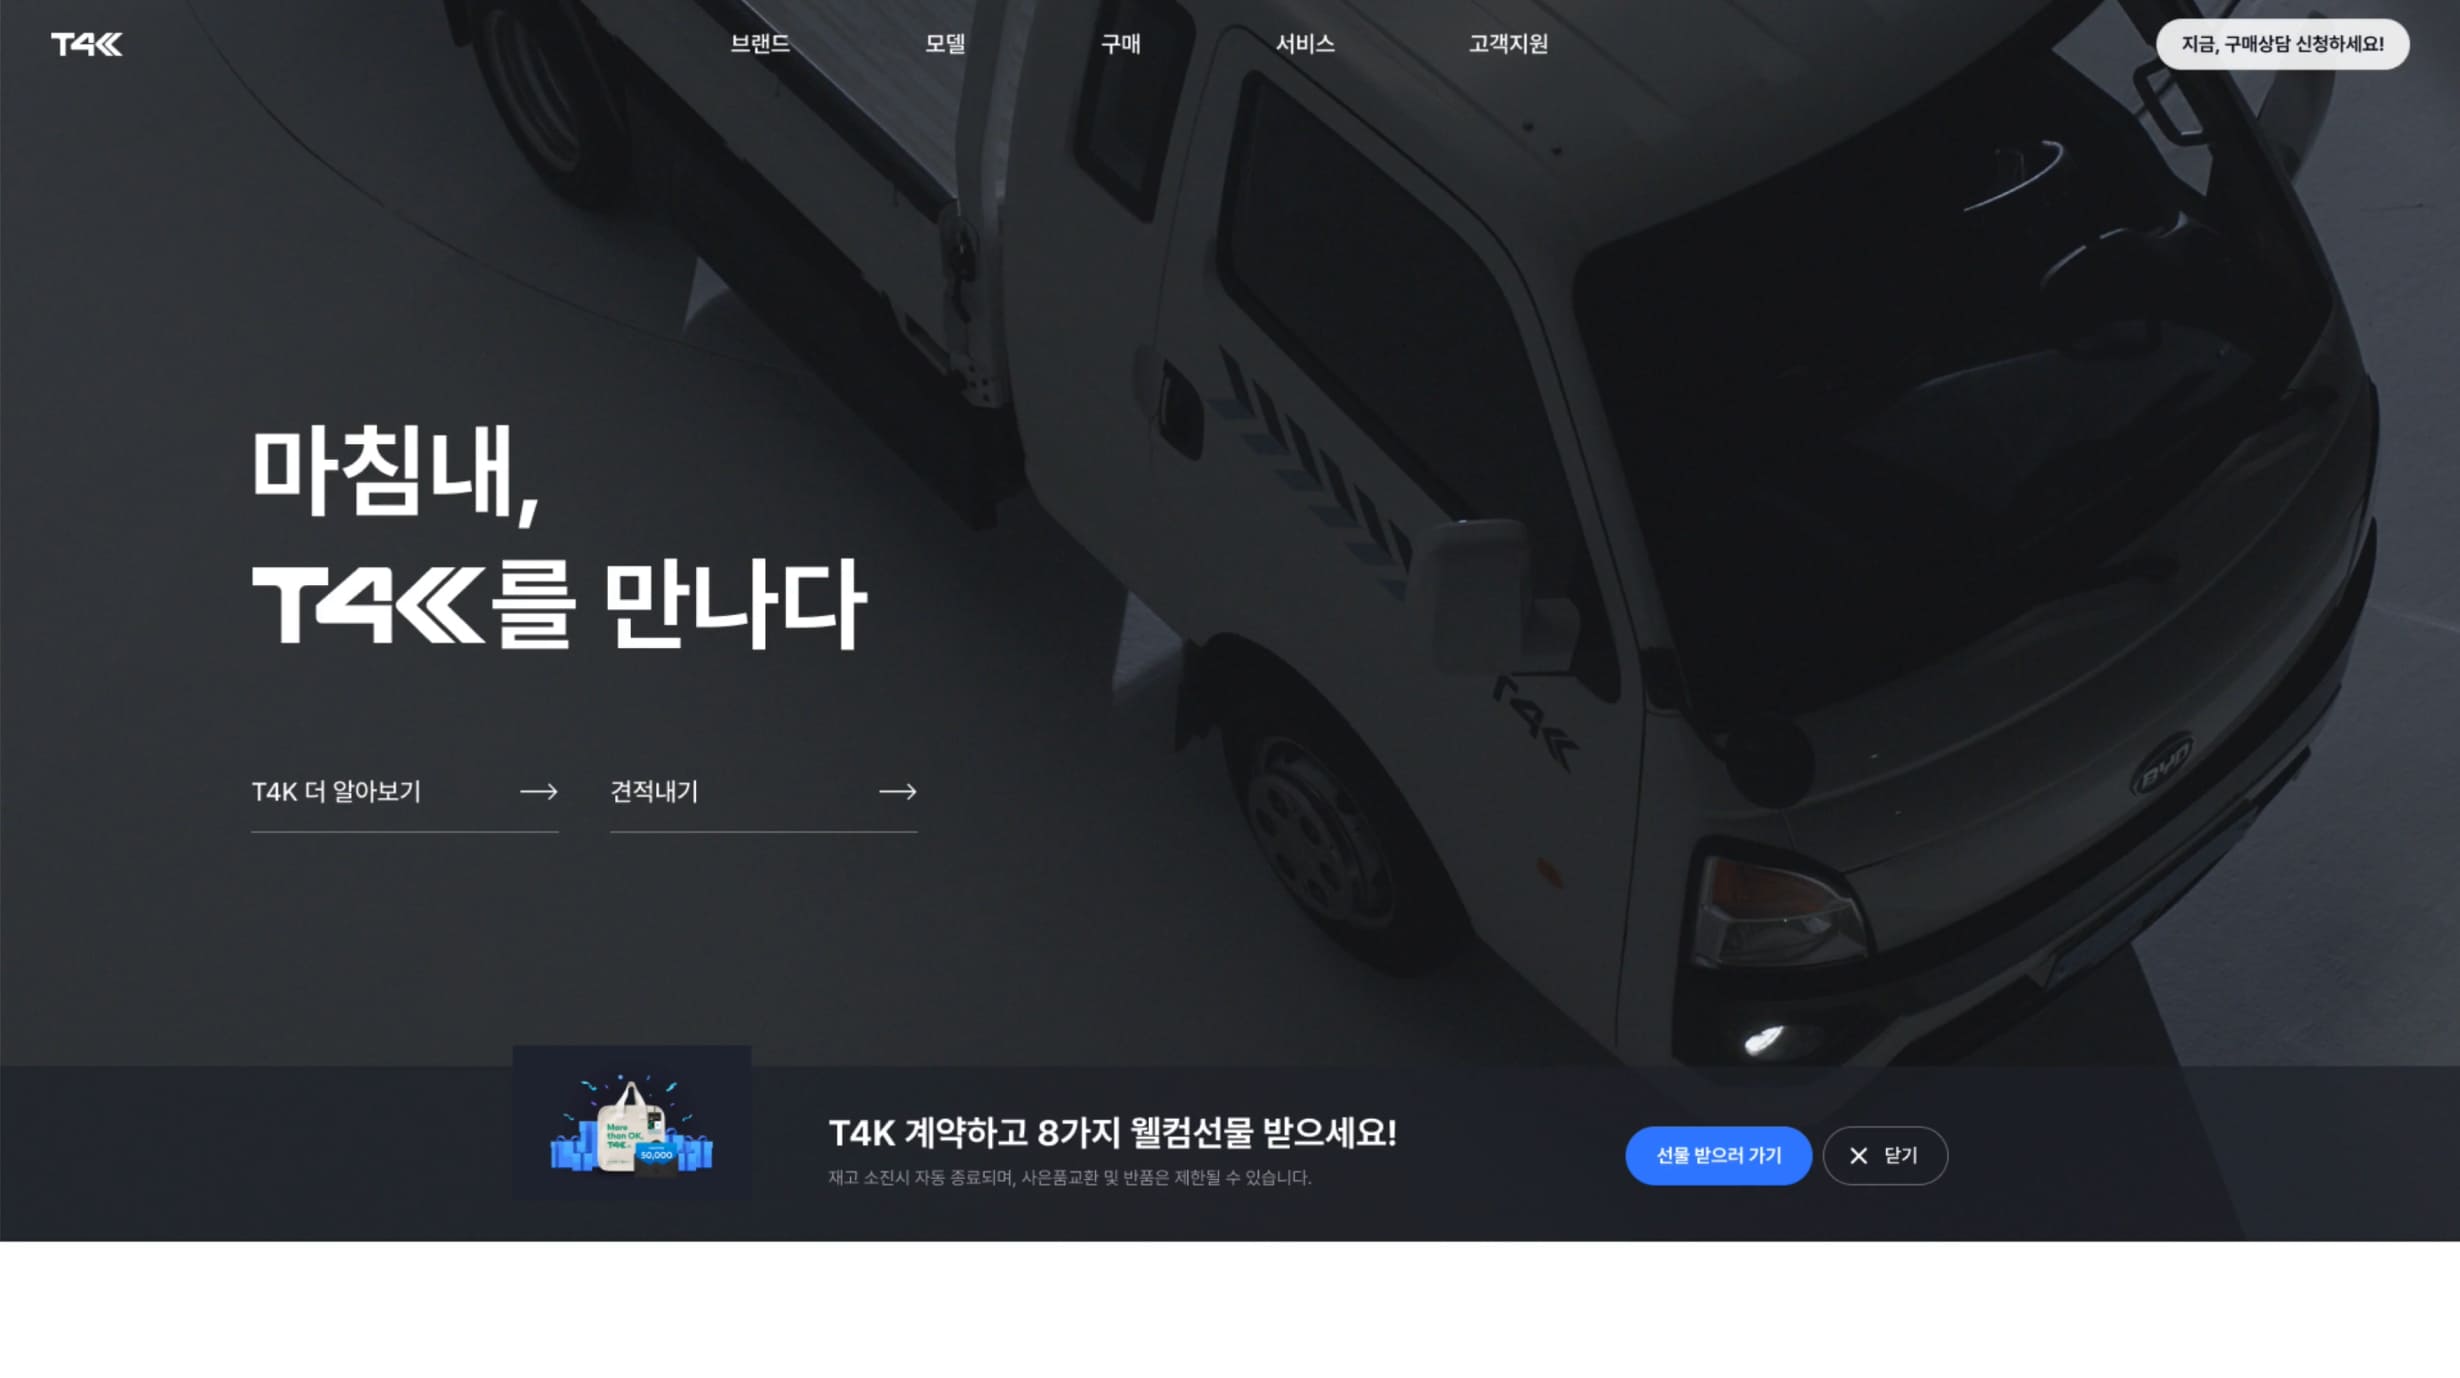 T4K
브랜드
모델
구매
서비스
고객지원
지금, 구매상담 신청하세요!
마침내,
T4K를 만나다
T4K
BYD
T4K 더 알아보기
견적내기
More
than OK,
T4K
50,000
T4K 계약하고 8가지 웰컴선물 받으세요!
재고 소진시 자동 종료되며, 사은품교환 및 반품은 제한될 수 있습니다.
선물 받으러 가기
닫기